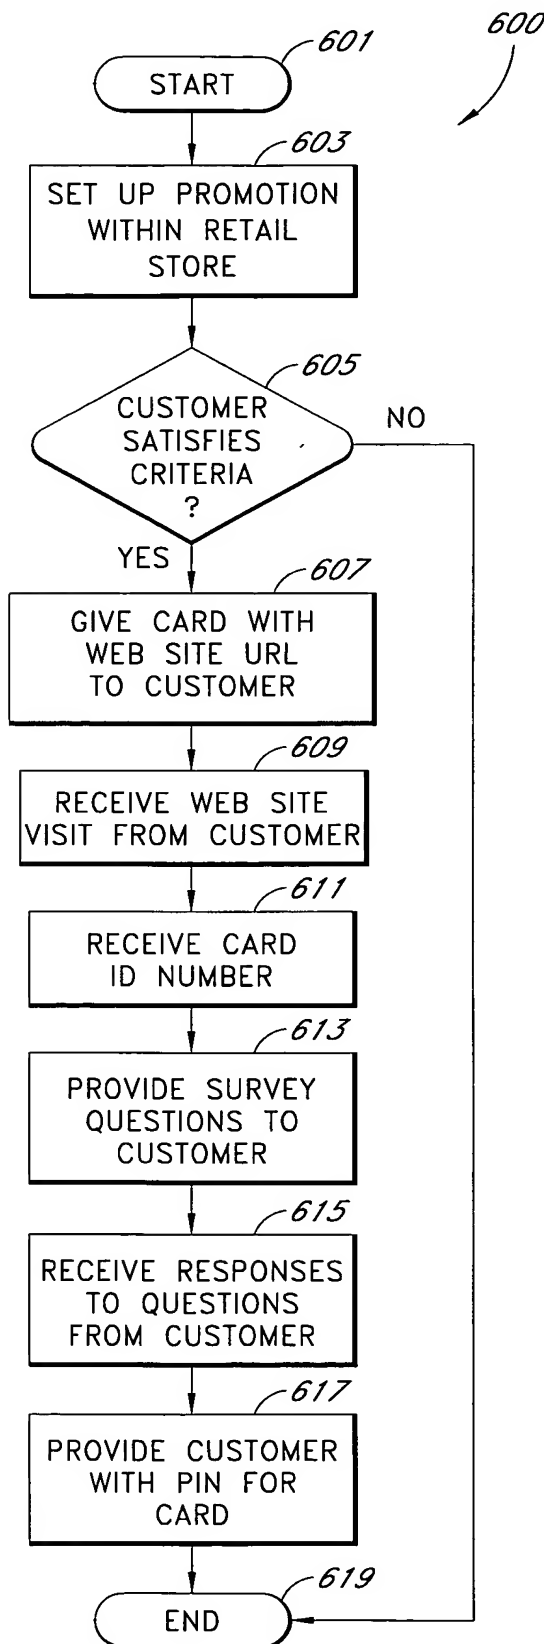 600
601
START
603
SET UP PROMOTION
WITHIN RETAIL
STORE
605
CUSTOMER
SATISFIES
CRITERIA
?
NO
YES
607
GIVE CARD WITH
WEB SITE URL
TO CUSTOMER
609
RECEIVE WEB SITE
VISIT FROM CUSTOMER
611
RECEIVE CARD
ID NUMBER
613
PROVIDE SURVEY
QUESTIONS TO
CUSTOMER
615
RECEIVE RESPONSES
TO QUESTIONS
FROM CUSTOMER
617
PROVIDE CUSTOMER
WITH PIN FOR
CARD
619
END